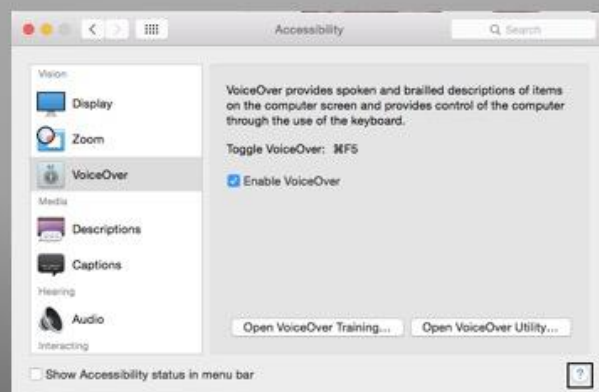 Accessibility
Search
Vision
Display
Zoom
VoiceOver
Media
Descriptions
Captions
Hearing
Audio
Interacting
VoiceOver provides spoken and brailled descriptions of items
on the computer screen and provides control of the computer
through the use of the keyboard.
Toggle VoiceOver: ⌘F5
Enable VoiceOver
Open VoiceOver Training...
Open VoiceOver Utility...
Show Accessibility status in menu bar
?